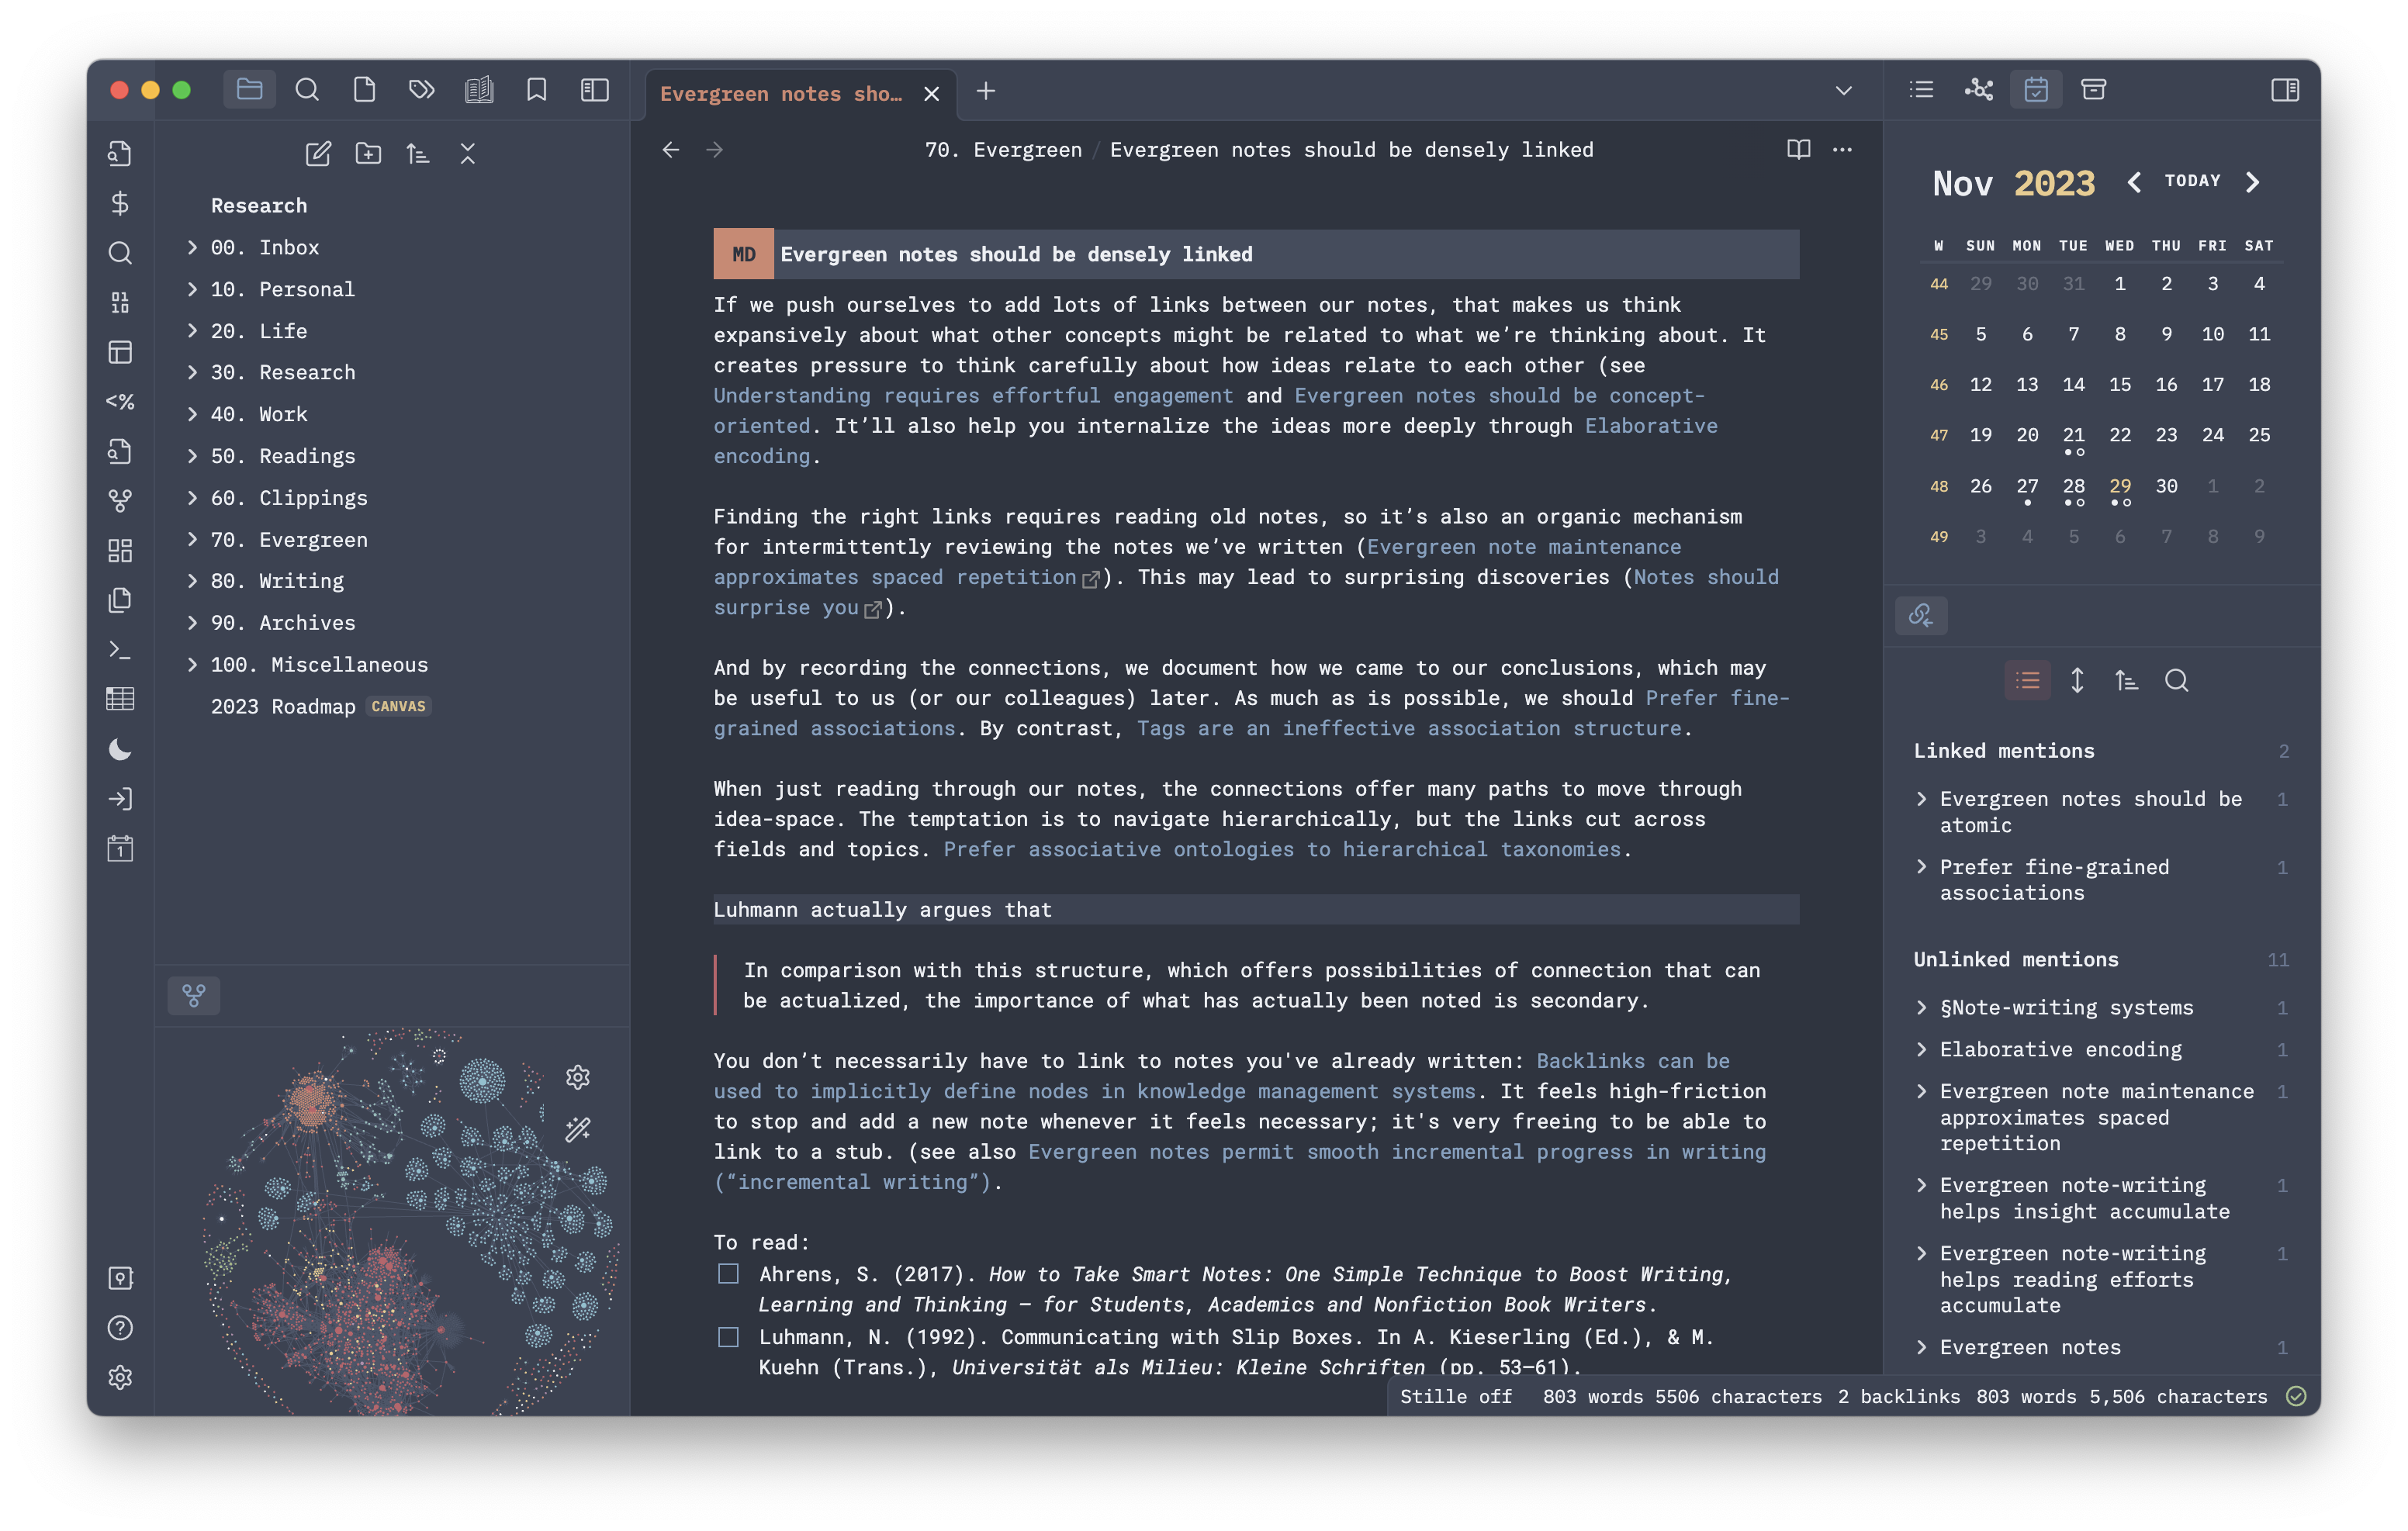 Evergreen notes sho…
70. Evergreen / Evergreen notes should be densely linked
Research
00. Inbox
10. Personal
20. Life
30. Research
40. Work
50. Readings
60. Clippings
70. Evergreen
80. Writing
90. Archives
100. Miscellaneous
2023 Roadmap CANVAS
MD Evergreen notes should be densely linked
If we push ourselves to add lots of links between our notes, that makes us think
expansively about what other concepts might be related to what we’re thinking about. It
creates pressure to think carefully about how ideas relate to each other (see
Understanding requires effortful engagement and Evergreen notes should be concept-
oriented. It’ll also help you internalize the ideas more deeply through Elaborative
encoding.
Finding the right links requires reading old notes, so it’s also an organic mechanism
for intermittently reviewing the notes we’ve written (Evergreen note maintenance
approximates spaced repetition). This may lead to surprising discoveries (Notes should
surprise you).
And by recording the connections, we document how we came to our conclusions, which may
be useful to us (or our colleagues) later. As much as is possible, we should Prefer fine-
grained associations. By contrast, Tags are an ineffective association structure.
When just reading through our notes, the connections offer many paths to move through
idea-space. The temptation is to navigate hierarchically, but the links cut across
fields and topics. Prefer associative ontologies to hierarchical taxonomies.
Luhmann actually argues that
In comparison with this structure, which offers possibilities of connection that can
be actualized, the importance of what has actually been noted is secondary.
You don’t necessarily have to link to notes you've already written: Backlinks can be
used to implicitly define nodes in knowledge management systems. It feels high-friction
to stop and add a new note whenever it feels necessary; it's very freeing to be able to
link to a stub. (see also Evergreen notes permit smooth incremental progress in writing
(“incremental writing”).
To read:
Ahrens, S. (2017). How to Take Smart Notes: One Simple Technique to Boost Writing,
Learning and Thinking – for Students, Academics and Nonfiction Book Writers.
Luhmann, N. (1992). Communicating with Slip Boxes. In A. Kieserling (Ed.), & M.
Kuehn (Trans.), Universität als Milieu: Kleine Schriften (pp. 53–61).
Nov 2023 TODAY
W SUN MON TUE WED THU FRI SAT
44 29 30 31 1 2 3 4
45 5 6 7 8 9 10 11
46 12 13 14 15 16 17 18
47 19 20 21 22 23 24 25
48 26 27 28 29 30 1 2
49 3 4 5 6 7 8 9
Linked mentions 2
Evergreen notes should be 1
atomic
Prefer fine-grained 1
associations
Unlinked mentions 11
§Note-writing systems 1
Elaborative encoding 1
Evergreen note maintenance 1
approximates spaced
repetition
Evergreen note-writing 1
helps insight accumulate
Evergreen note-writing 1
helps reading efforts
accumulate
Evergreen notes 1
Stille off 803 words 5506 characters 2 backlinks 803 words 5,506 characters